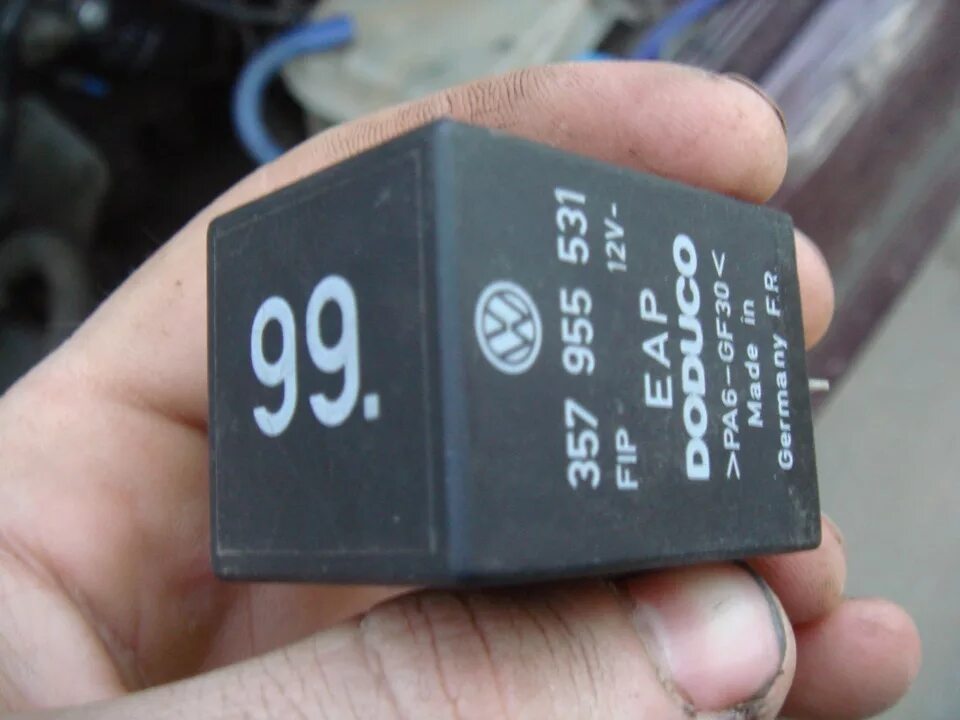 99.
357 955 531
FIP 12V-
EAP
DODUCO
>PA6-GF30<
Made in
Germany F.R.